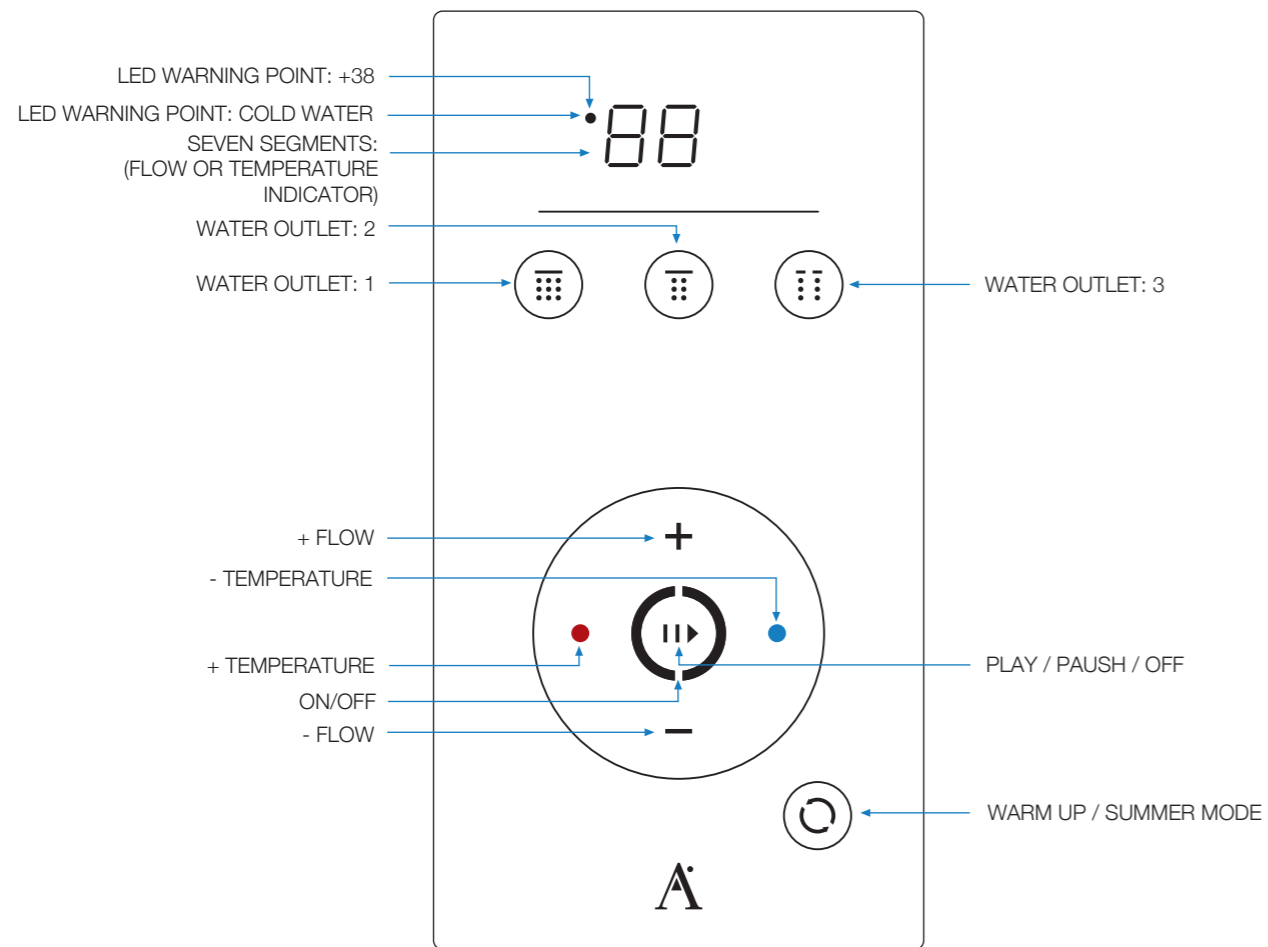 LED WARNING POINT: +38
LED WARNING POINT: COLD WATER
SEVEN SEGMENTS:
(FLOW OR TEMPERATURE
INDICATOR)
88
WATER OUTLET: 2
WATER OUTLET: 1
WATER OUTLET: 3
+ FLOW
+
- TEMPERATURE
+ TEMPERATURE
PLAY / PAUSH / OFF
ON/OFF
- FLOW
−
WARM UP / SUMMER MODE
A